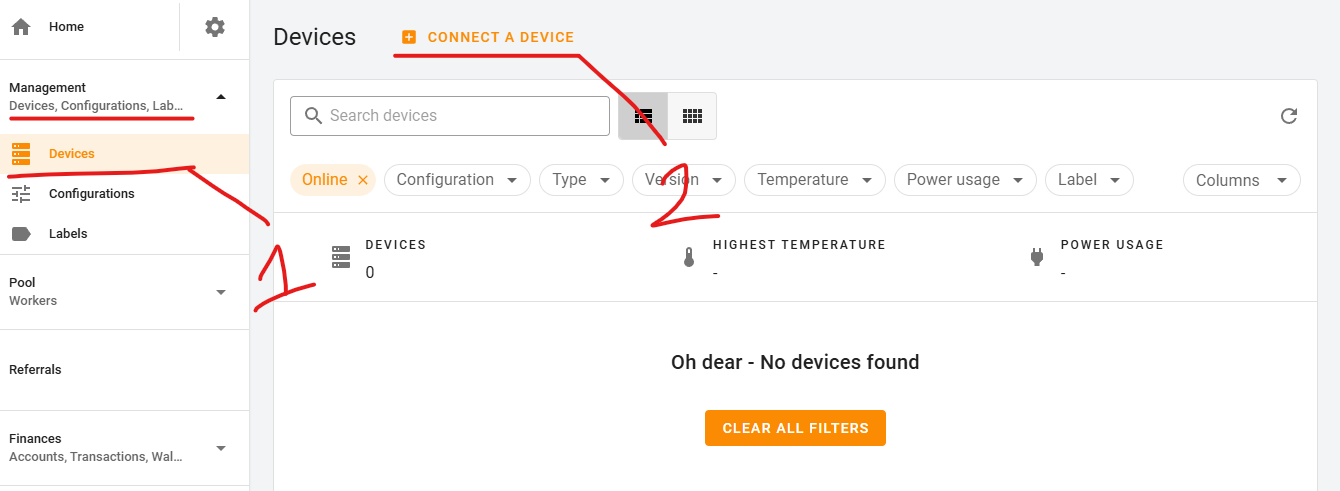 Home
Management
Devices, Configurations, Lab...
Devices
Configurations
Labels
Pool
Workers
Referrals
Finances
Accounts, Transactions, Wal...
Devices
CONNECT A DEVICE
Search devices
Online × Configuration Type Version Temperature Power usage Label Columns
1
2
DEVICES HIGHEST TEMPERATURE POWER USAGE
0 - -
Oh dear - No devices found
CLEAR ALL FILTERS